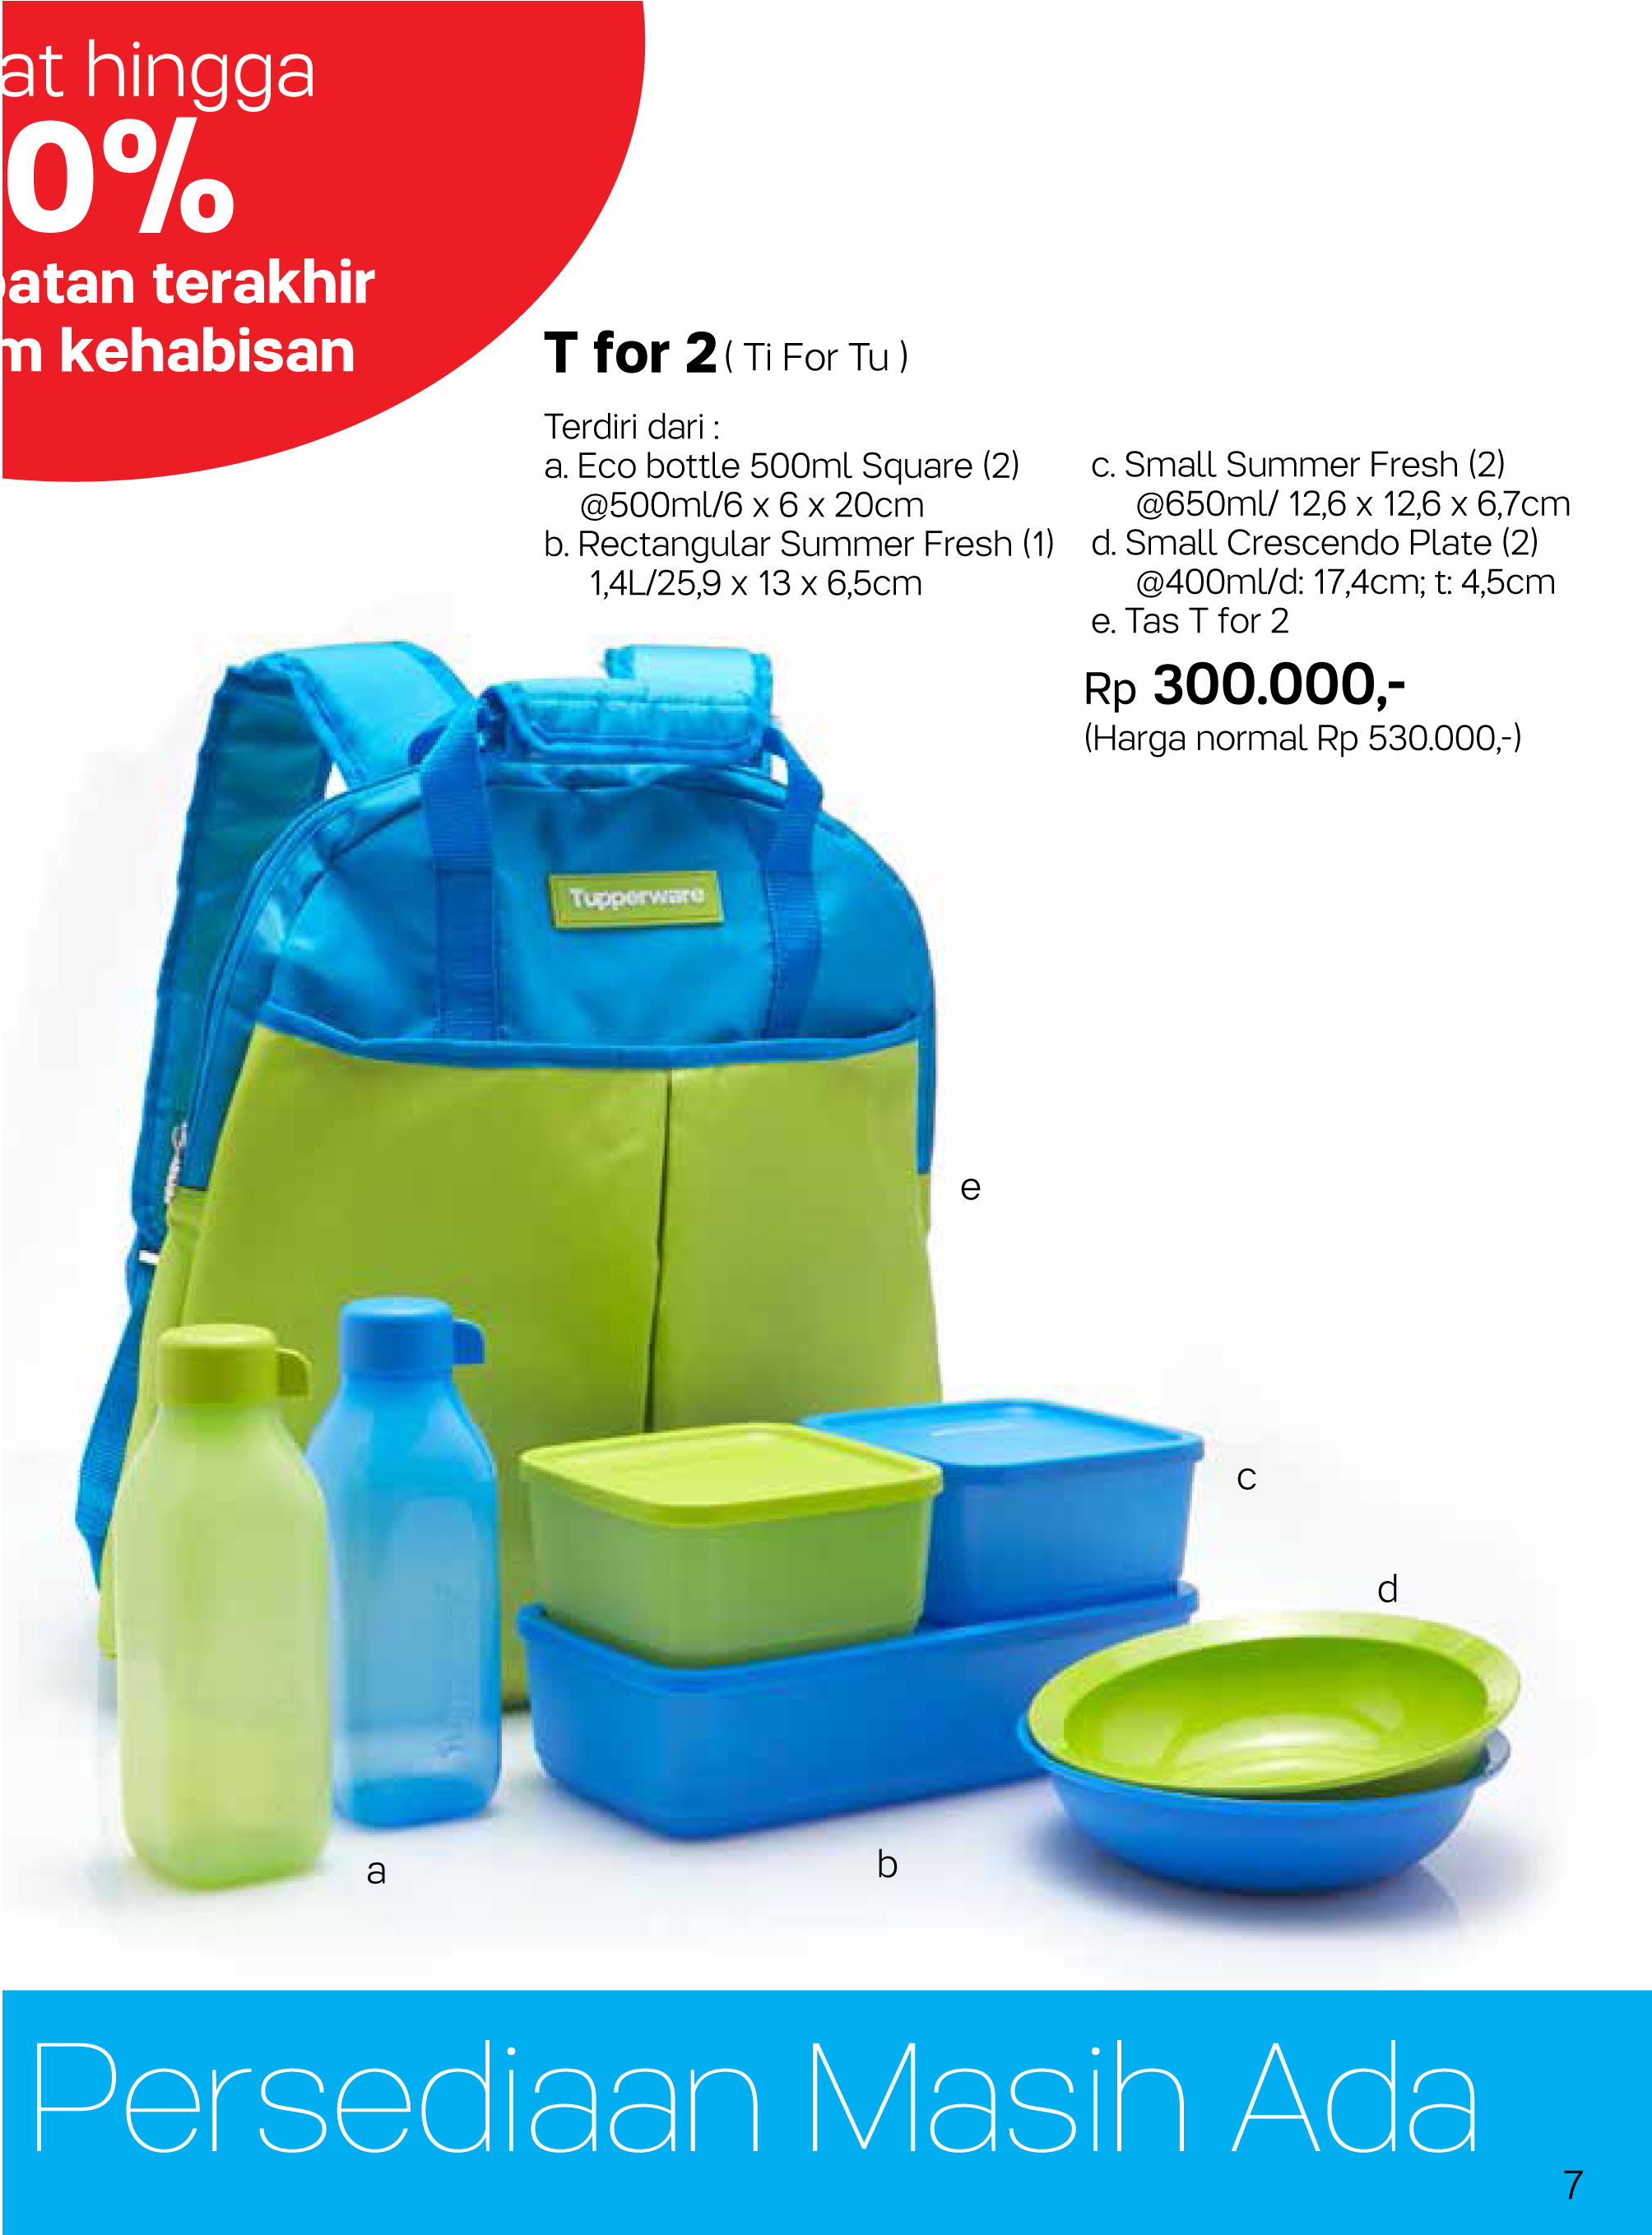 at hingga
0%
atan terakhir
m kehabisan
T for 2 ( Ti For Tu )
Terdiri dari :
a. Eco bottle 500ml Square (2)
@500ml/6 x 6 x 20cm
b. Rectangular Summer Fresh (1)
1,4L/25,9 x 13 x 6,5cm
c. Small Summer Fresh (2)
@650ml/ 12,6 x 12,6 x 6,7cm
d. Small Crescendo Plate (2)
@400ml/d: 17,4cm; t: 4,5cm
e. Tas T for 2
Rp 300.000,-
(Harga normal Rp 530.000,-)
Tupperware
e
c
d
a
b
Persediaan Masih Ada
7